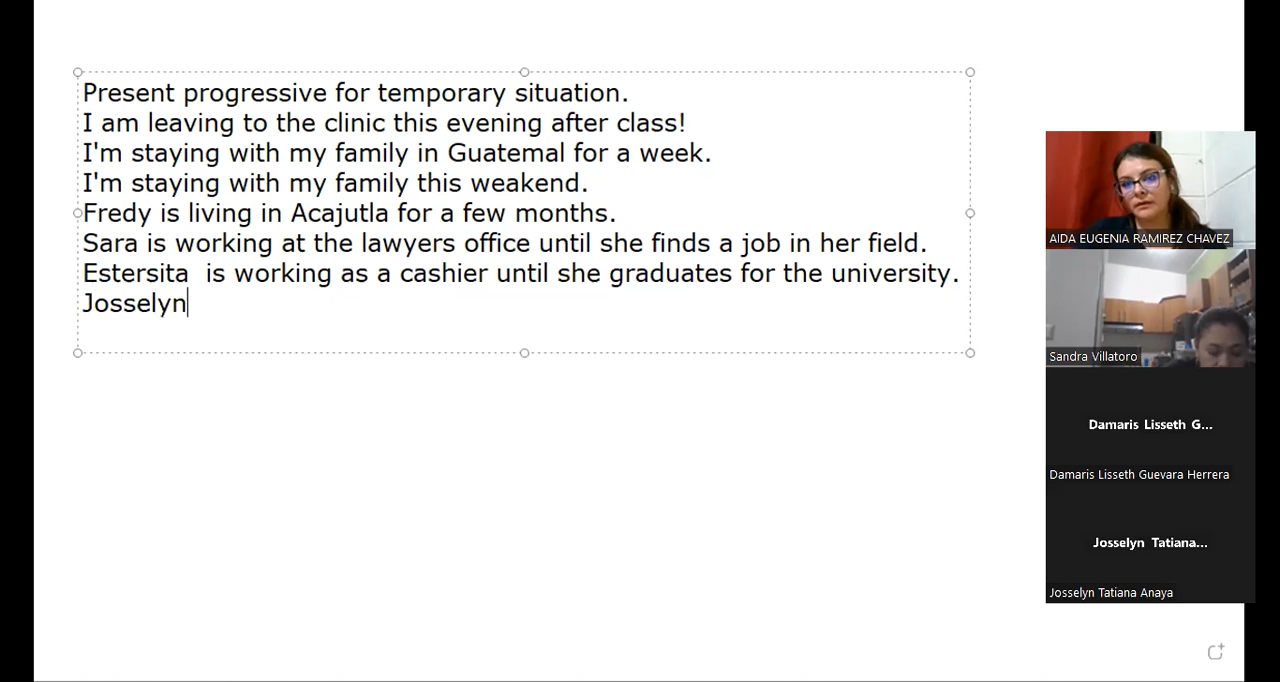 Present progressive for temporary situation.
I am leaving to the clinic this evening after class!
I'm staying with my family in Guatemal for a week.
I'm staying with my family this weakend.
Fredy is living in Acajutla for a few months.
Sara is working at the lawyers office until she finds a job in her field.
Estersita  is working as a cashier until she graduates for the university.
Josselyn
AIDA EUGENIA RAMIREZ CHAVEZ
Sandra Villatoro
Damaris Lisseth G...
Damaris Lisseth Guevara Herrera
Josselyn Tatiana...
Josselyn Tatiana Anaya